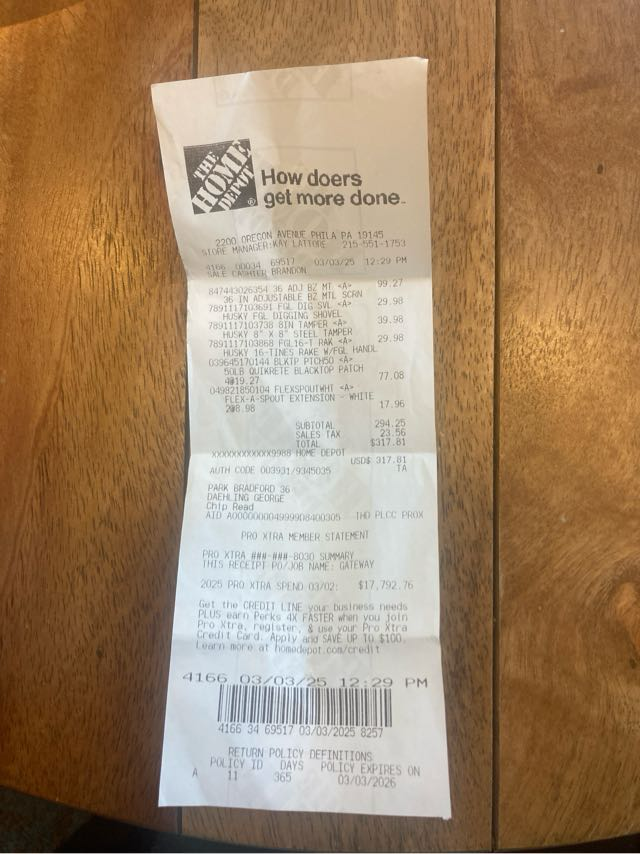 THE
HOME
DEPOT
®
How doers
get more done™
2200 OREGON AVENUE PHILA PA 19145
STORE MANAGER:KAY LATTORE 215-551-1753
4166 00034 69517 03/03/25 12:29 PM
SALE CASHIER BRANDON
847443026354 36 ADJ BZ MT <A> 99.27
36 IN ADJUSTABLE BZ MTL SCRN
7891117103691 FGL DIG SVL <A> 29.98
HUSKY FGL DIGGING SHOVEL
7891117103738 8IN TAMPER <A> 39.98
HUSKY 8" X 8" STEEL TAMPER
7891117103868 FGL16-T RAK <A> 29.98
HUSKY 16-TINES RAKE W/FGL HANDL
039645170144 BLKTP PTCH50 <A>
50LB QUIKRETE BLACKTOP PATCH
4@19.27 77.08
049821850104 FLEXSPOUTWHT <A>
FLEX-A-SPOUT EXTENSION - WHITE
2@8.98 17.96
SUBTOTAL 294.25
SALES TAX 23.56
TOTAL $317.81
XXXXXXXXXXXX9988 HOME DEPOT
USD$ 317.81
AUTH CODE 003931/9345035 TA
PARK BRADFORD 36
DAEHLING GEORGE
Chip Read
AID A0000000049999D8400305 THD PLCC PROX
PRO XTRA MEMBER STATEMENT
PRO XTRA ###-###-8030 SUMMARY
THIS RECEIPT PO/JOB NAME: GATEWAY
2025 PRO XTRA SPEND 03/02: $17,792.76
Get the CREDIT LINE your business needs
PLUS earn Perks 4X FASTER when you join
Pro Xtra, register, & use your Pro Xtra
Credit Card. Apply and SAVE UP TO $100.
Learn more at homedepot.com/credit
4166 03/03/25 12:29 PM
4166 34 69517 03/03/2025 8257
RETURN POLICY DEFINITIONS
POLICY ID DAYS POLICY EXPIRES ON
A 11 365 03/03/2026